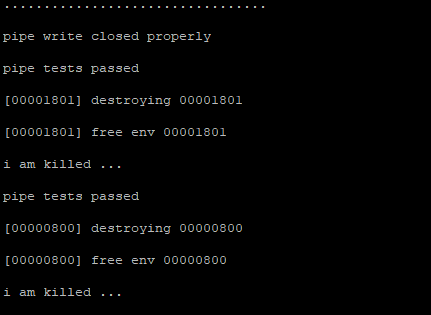 .................................
pipe write closed properly
pipe tests passed
[00001801] destroying 00001801
[00001801] free env 00001801
i am killed ...
pipe tests passed
[00000800] destroying 00000800
[00000800] free env 00000800
i am killed ...